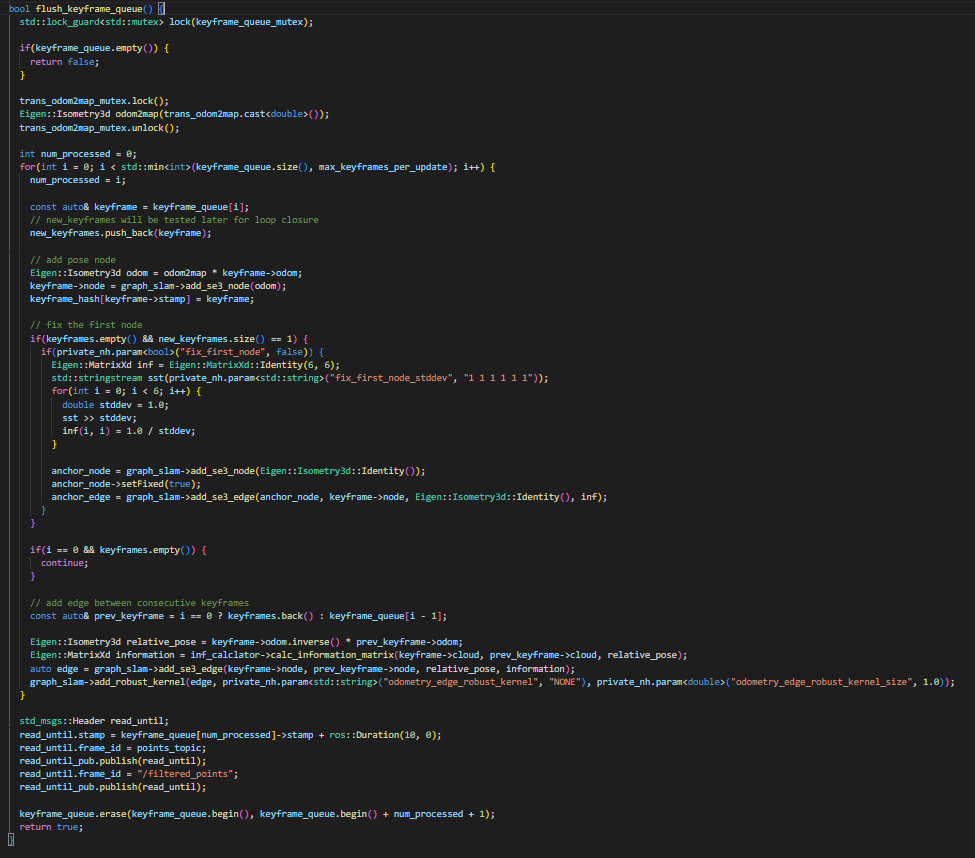 bool flush_keyframe_queue() {
  std::lock_guard<std::mutex> lock(keyframe_queue_mutex);

  if(keyframe_queue.empty()) {
    return false;
  }

  trans_odom2map_mutex.lock();
  Eigen::Isometry3d odom2map(trans_odom2map.cast<double>());
  trans_odom2map_mutex.unlock();

  int num_processed = 0;
  for(int i = 0; i < std::min<int>(keyframe_queue.size(), max_keyframes_per_update); i++) {
    num_processed = i;

    const auto& keyframe = keyframe_queue[i];
    // new_keyframes will be tested later for loop closure
    new_keyframes.push_back(keyframe);

    // add pose node
    Eigen::Isometry3d odom = odom2map * keyframe->odom;
    keyframe->node = graph_slam->add_se3_node(odom);
    keyframe_hash[keyframe->stamp] = keyframe;

    // fix the first node
    if(keyframes.empty() && new_keyframes.size() == 1) {
      if(private_nh.param<bool>("fix_first_node", false)) {
        Eigen::MatrixXd inf = Eigen::MatrixXd::Identity(6, 6);
        std::stringstream sst(private_nh.param<std::string>("fix_first_node_stddev", "1 1 1 1 1 1"));
        for(int i = 0; i < 6; i++) {
          double stddev = 1.0;
          sst >> stddev;
          inf(i, i) = 1.0 / stddev;
        }

        anchor_node = graph_slam->add_se3_node(Eigen::Isometry3d::Identity());
        anchor_node->setFixed(true);
        anchor_edge = graph_slam->add_se3_edge(anchor_node, keyframe->node, Eigen::Isometry3d::Identity(), inf);
      }
    }

    if(i == 0 && keyframes.empty()) {
      continue;
    }

    // add edge between consecutive keyframes
    const auto& prev_keyframe = i == 0 ? keyframes.back() : keyframe_queue[i - 1];

    Eigen::Isometry3d relative_pose = keyframe->odom.inverse() * prev_keyframe->odom;
    Eigen::MatrixXd information = inf_calclator->calc_information_matrix(keyframe->cloud, prev_keyframe->cloud, relative_pose);
    auto edge = graph_slam->add_se3_edge(keyframe->node, prev_keyframe->node, relative_pose, information);
    graph_slam->add_robust_kernel(edge, private_nh.param<std::string>("odometry_edge_robust_kernel", "NONE"), private_nh.param<double>("odometry_edge_robust_kernel_size", 1.0));
  }

  std_msgs::Header read_until;
  read_until.stamp = keyframe_queue[num_processed]->stamp + ros::Duration(10, 0);
  read_until.frame_id = points_topic;
  read_until_pub.publish(read_until);
  read_until.frame_id = "/filtered_points";
  read_until_pub.publish(read_until);

  keyframe_queue.erase(keyframe_queue.begin(), keyframe_queue.begin() + num_processed + 1);
  return true;
}